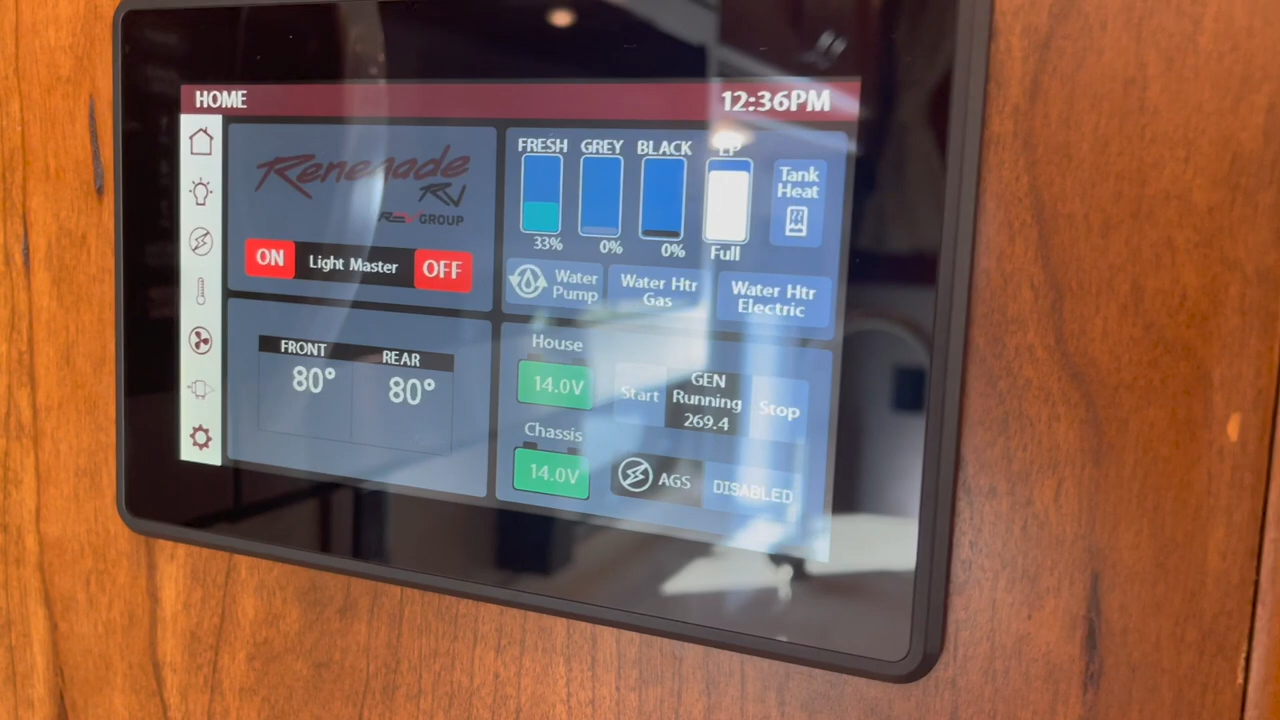 HOME
12:36PM
Renegade
RV
REV GROUP
ON
Light Master
OFF
FRESH
GREY
BLACK
LP
33%
0%
0%
Full
Tank
Heat
Water
Pump
Water Htr
Gas
Water Htr
Electric
FRONT
REAR
80°
80°
House
14.0V
Chassis
14.0V
Start
GEN
Running
269.4
Stop
AGS
DISABLED